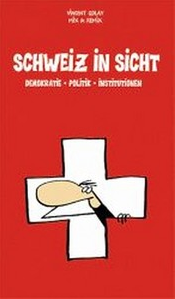 VINCENT GOLAY
MIX & REMIX
SCHWEIZ IN SICHT
DEMOKRATIE • POLITIK • INSTITUTIONEN